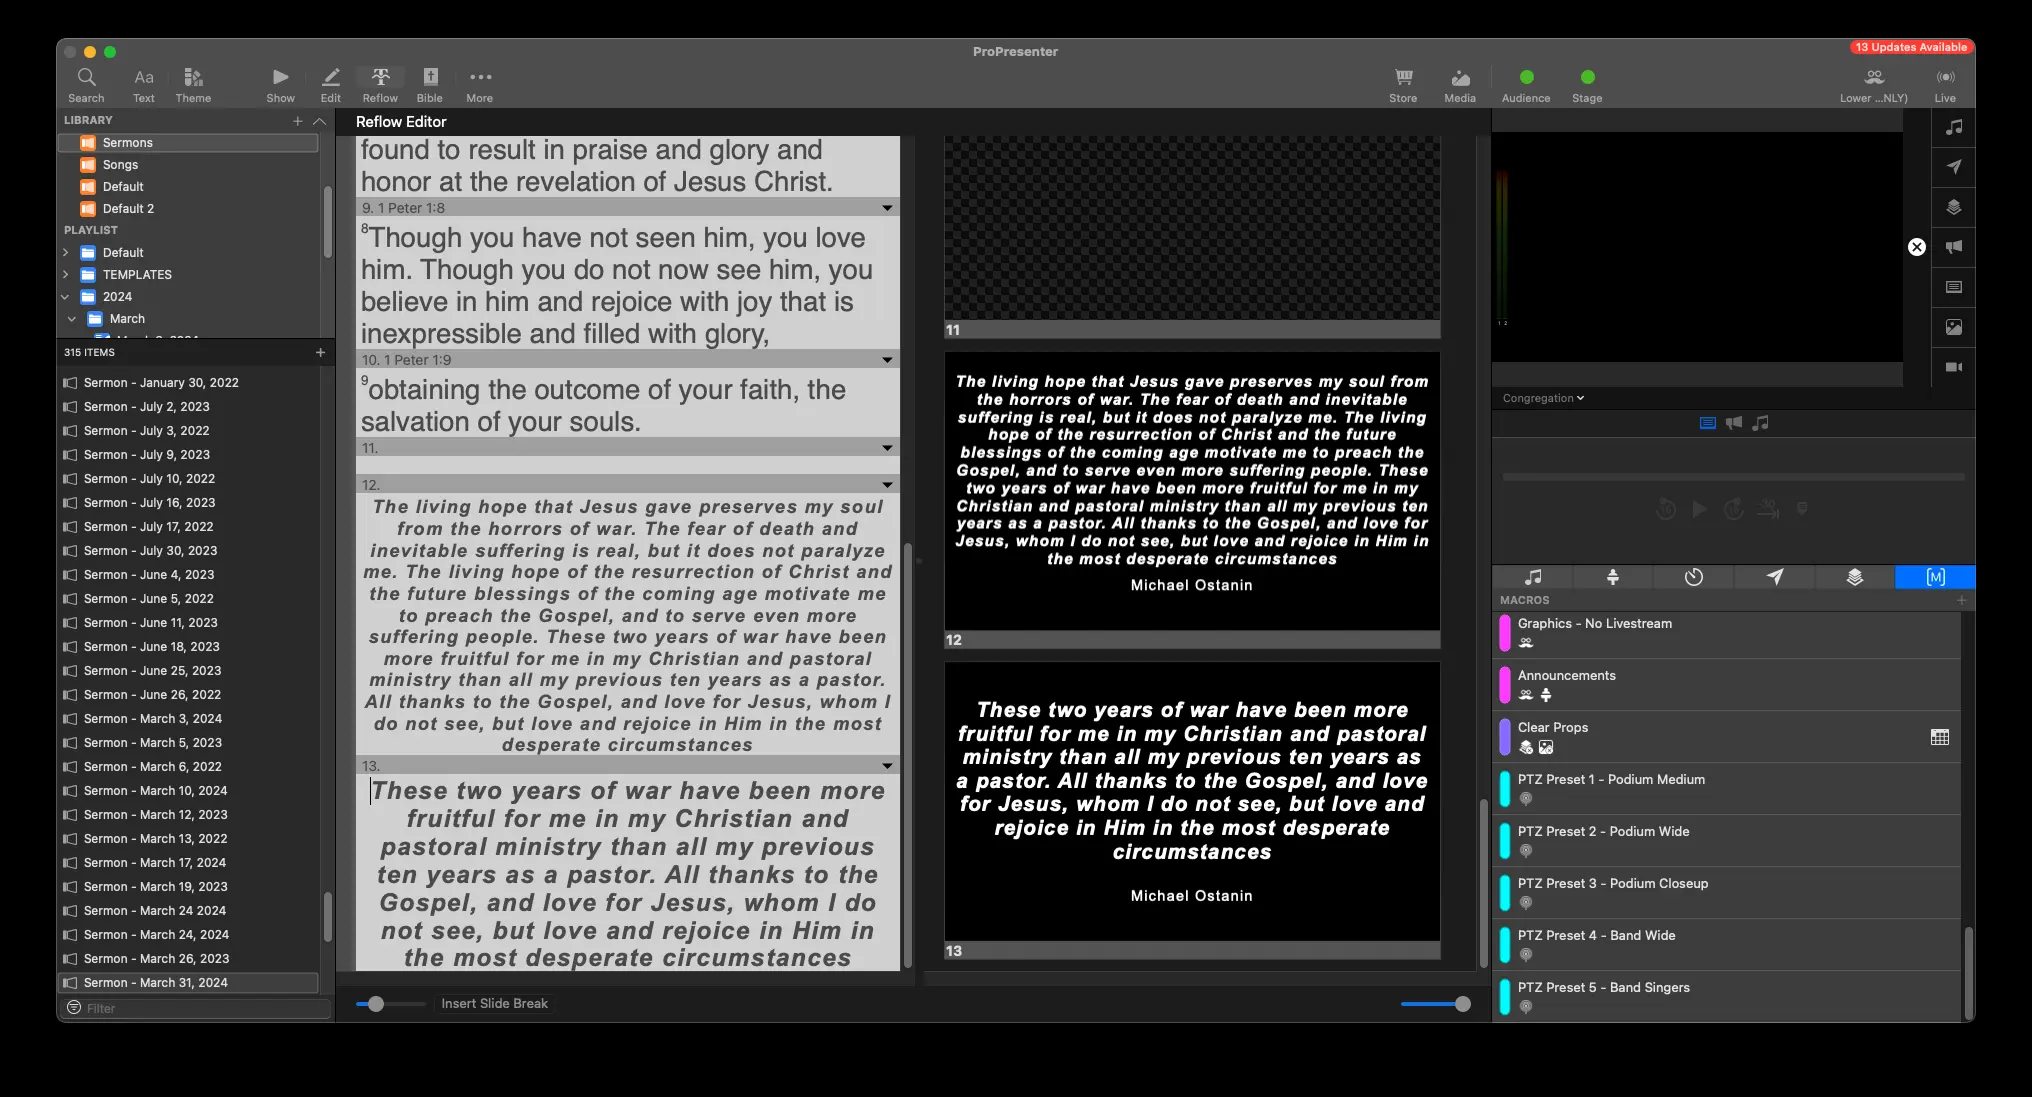 ProPresenter
13 Updates Available
Search
Text
Theme
Show
Edit
Reflow
Bible
More
Store
Media
Audience
Stage
Lower ...NLY)
Live
LIBRARY
Sermons
Songs
Default
Default 2
PLAYLIST
Default
TEMPLATES
2024
March
315 ITEMS
Sermon - January 30, 2022
Sermon - July 2, 2023
Sermon - July 3, 2022
Sermon - July 9, 2023
Sermon - July 10, 2022
Sermon - July 16, 2023
Sermon - July 17, 2022
Sermon - July 30, 2023
Sermon - June 4, 2023
Sermon - June 5, 2022
Sermon - June 11, 2023
Sermon - June 18, 2023
Sermon - June 25, 2023
Sermon - June 26, 2022
Sermon - March 3, 2024
Sermon - March 5, 2023
Sermon - March 6, 2022
Sermon - March 10, 2024
Sermon - March 12, 2023
Sermon - March 13, 2022
Sermon - March 17, 2024
Sermon - March 19, 2023
Sermon - March 24 2024
Sermon - March 24, 2024
Sermon - March 26, 2023
Sermon - March 31, 2024
Filter
Reflow Editor
found to result in praise and glory and
honor at the revelation of Jesus Christ.
9. 1 Peter 1:8
8Though you have not seen him, you love
him. Though you do not now see him, you
believe in him and rejoice with joy that is
inexpressible and filled with glory,
10. 1 Peter 1:9
9obtaining the outcome of your faith, the
salvation of your souls.
11.
12.
The living hope that Jesus gave preserves my soul
from the horrors of war. The fear of death and
inevitable suffering is real, but it does not paralyze
me. The living hope of the resurrection of Christ and
the future blessings of the coming age motivate me
to preach the Gospel, and to serve even more
suffering people. These two years of war have been
more fruitful for me in my Christian and pastoral
ministry than all my previous ten years as a pastor.
All thanks to the Gospel, and love for Jesus, whom I
do not see, but love and rejoice in Him in the most
desperate circumstances
13.
These two years of war have been more
fruitful for me in my Christian and
pastoral ministry than all my previous
ten years as a pastor. All thanks to the
Gospel, and love for Jesus, whom I do
not see, but love and rejoice in Him in
the most desperate circumstances
Insert Slide Break
11
The living hope that Jesus gave preserves my soul from
the horrors of war. The fear of death and inevitable
suffering is real, but it does not paralyze me. The living
hope of the resurrection of Christ and the future
blessings of the coming age motivate me to preach the
Gospel, and to serve even more suffering people. These
two years of war have been more fruitful for me in my
Christian and pastoral ministry than all my previous ten
years as a pastor. All thanks to the Gospel, and love for
Jesus, whom I do not see, but love and rejoice in Him in
the most desperate circumstances
Michael Ostanin
12
These two years of war have been more
fruitful for me in my Christian and pastoral
ministry than all my previous ten years as
a pastor. All thanks to the Gospel, and love
for Jesus, whom I do not see, but love and
rejoice in Him in the most desperate
circumstances
Michael Ostanin
13
1 2
Congregation
MACROS
Graphics - No Livestream
Announcements
Clear Props
PTZ Preset 1 - Podium Medium
PTZ Preset 2 - Podium Wide
PTZ Preset 3 - Podium Closeup
PTZ Preset 4 - Band Wide
PTZ Preset 5 - Band Singers